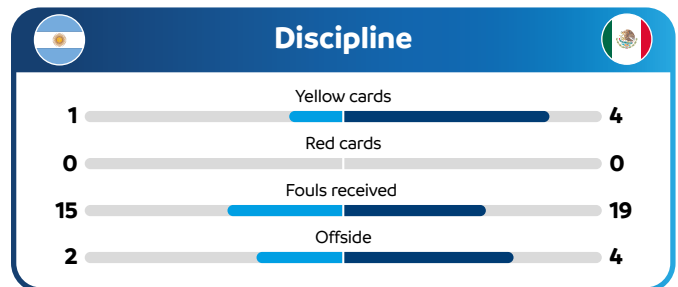 Discipline
Yellow cards
1 4
Red cards
0 0
Fouls received
15 19
Offside
2 4